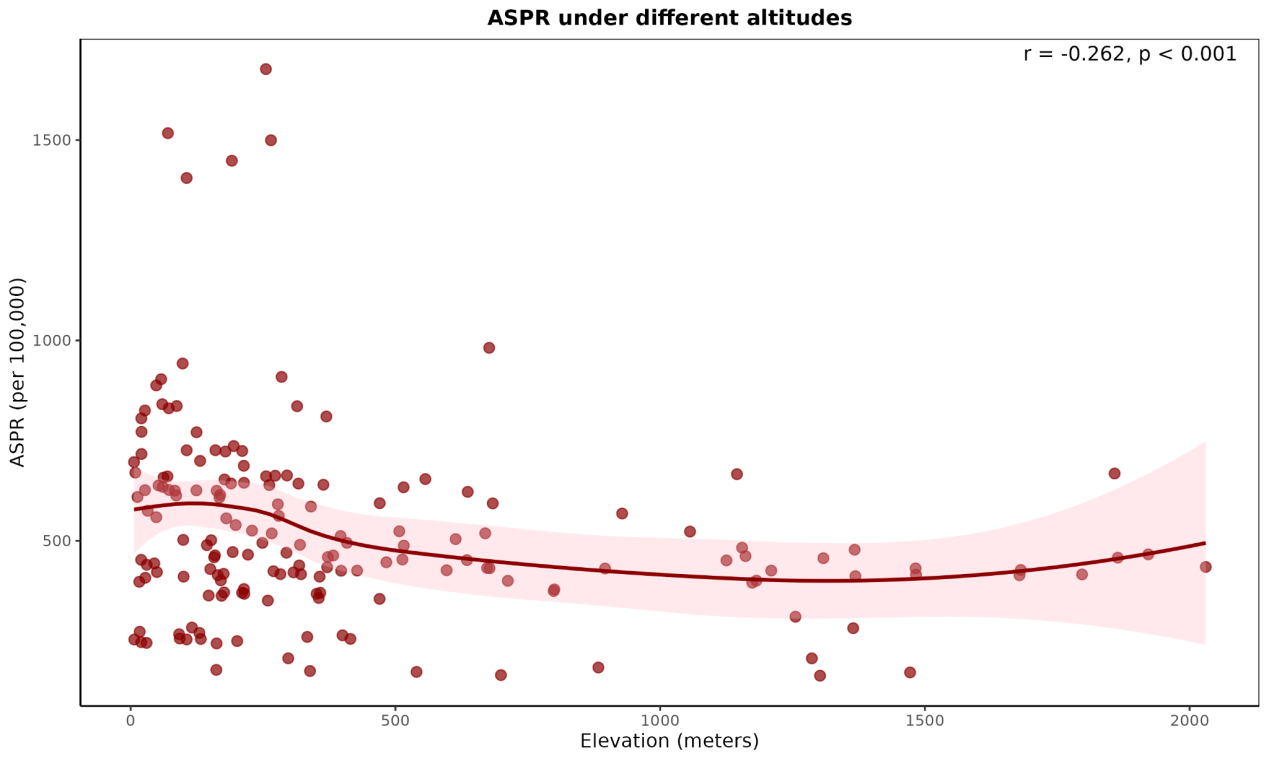 ASPR under different altitudes
r = -0.262, p < 0.001
ASPR (per 100,000)
1500
1000
500
0 500 1000 1500 2000
Elevation (meters)